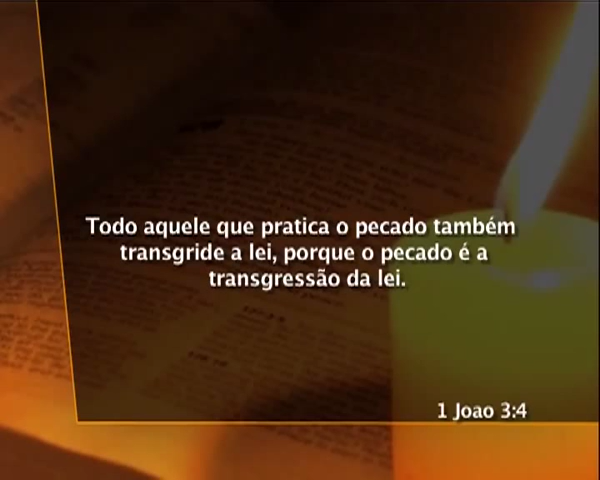 Todo aquele que pratica o pecado também
transgride a lei, porque o pecado é a
transgressão da lei.
1 Joao 3:4